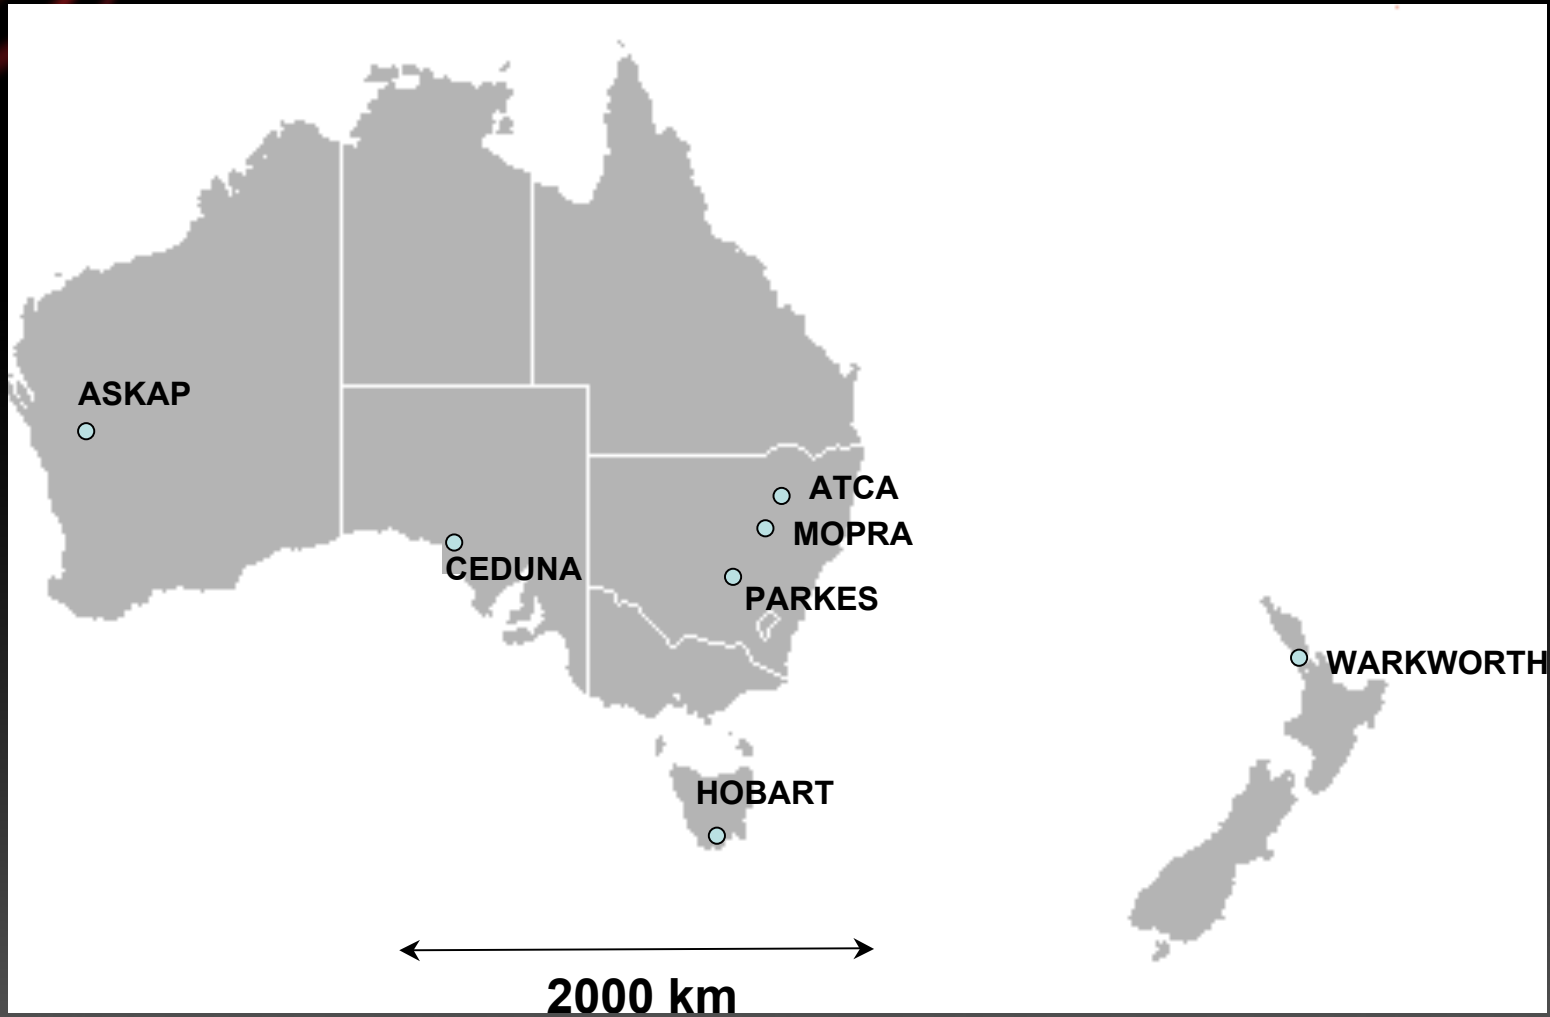 ASKAP
ATCA
MOPRA
CEDUNA
PARKES
WARKWORTH
HOBART
2000 km